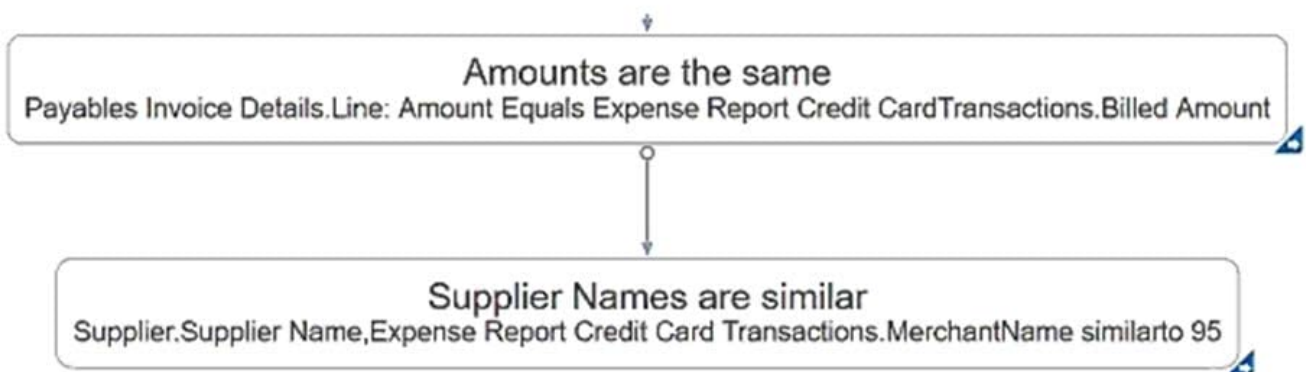 Amounts are the same
Payables Invoice Details.Line: Amount Equals Expense Report Credit CardTransactions.Billed Amount
Supplier Names are similar
Supplier.Supplier Name,Expense Report Credit Card Transactions.MerchantName similarto 95